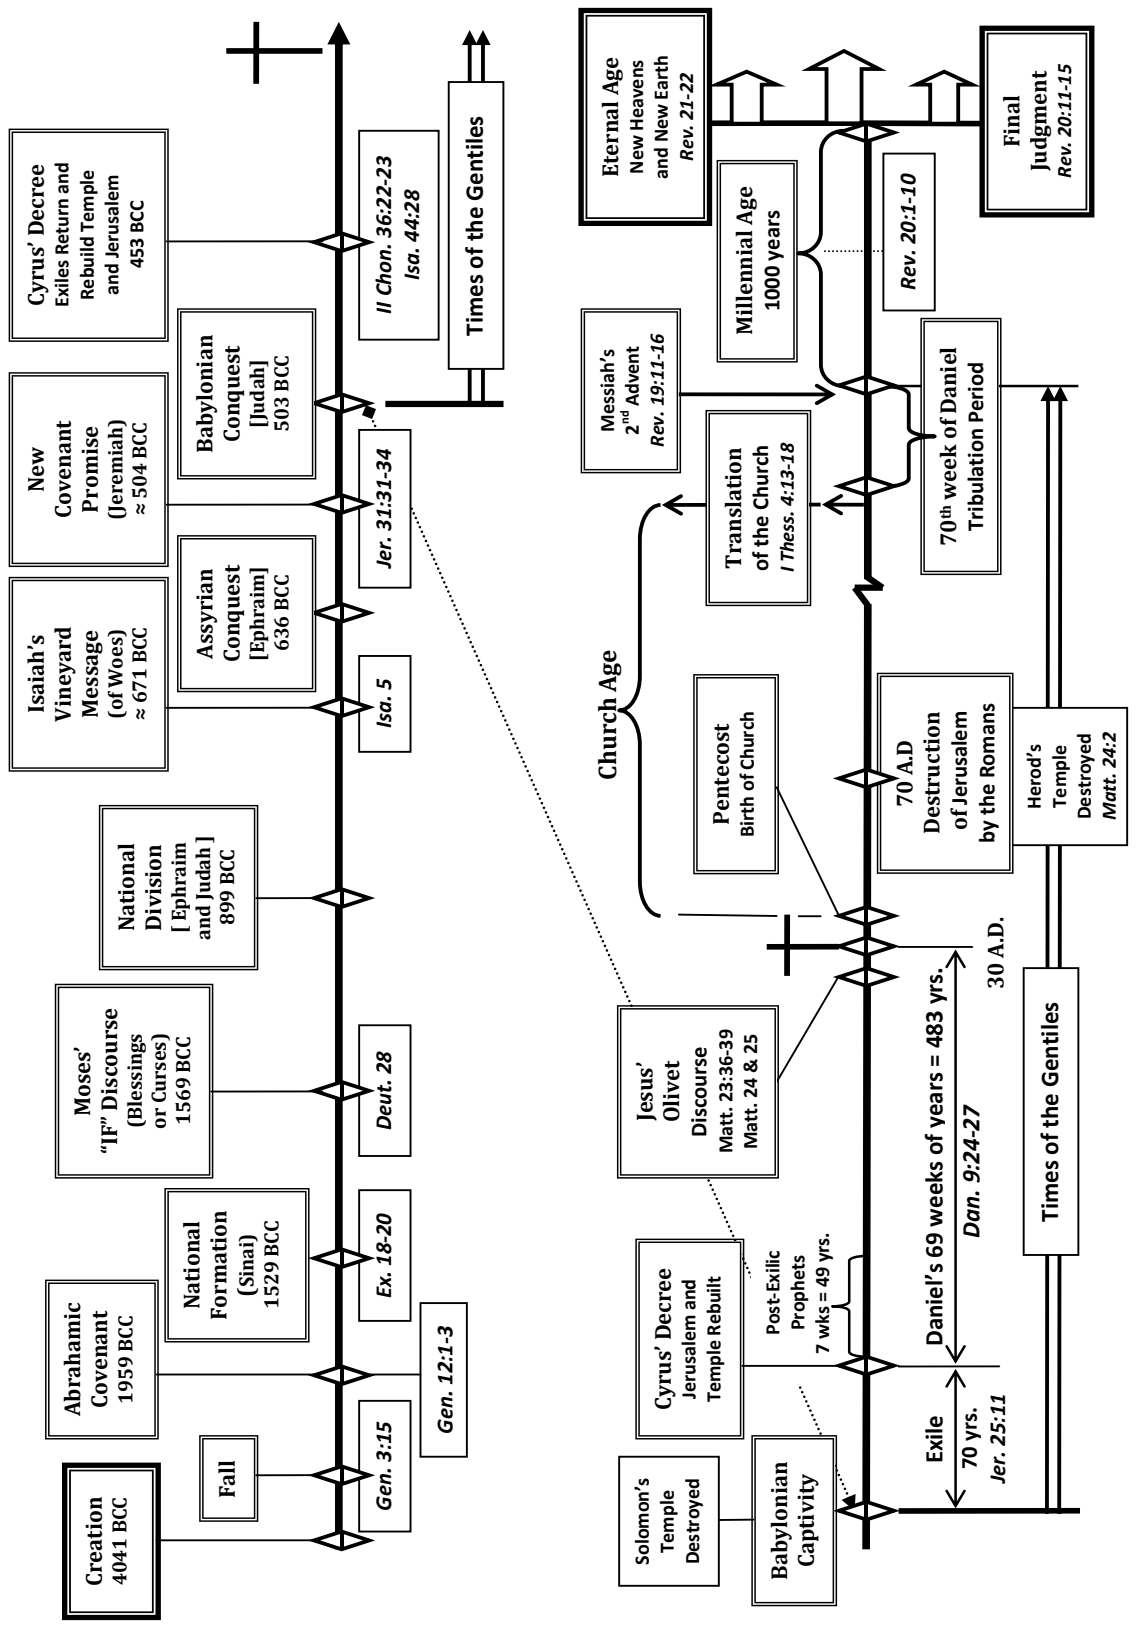 Creation
4041 BCC
Fall
Gen. 3:15
Abrahamic
Covenant
1959 BCC
Gen. 12:1-3
National
Formation
(Sinai)
1529 BCC
Ex. 18-20
Moses’
“IF” Discourse
(Blessings
or Curses)
1569 BCC
Deut. 28
National
Division
[ Ephraim
and Judah ]
899 BCC
Isaiah’s
Vineyard
Message
(of Woes)
≈ 671 BCC
Isa. 5
Assyrian
Conquest
[Ephraim]
636 BCC
New
Covenant
Promise
(Jeremiah)
≈ 504 BCC
Jer. 31:31-34
Babylonian
Conquest
[Judah]
503 BCC
Cyrus’ Decree
Exiles Return and
Rebuild Temple
and Jerusalem
453 BCC
II Chon. 36:22-23
Isa. 44:28
Times of the Gentiles
Solomon’s
Temple
Destroyed
Babylonian
Captivity
Exile
70 yrs.
Jer. 25:11
Cyrus’ Decree
Jerusalem and
Temple Rebuilt
Post-Exilic
Prophets
7 wks = 49 yrs.
Daniel’s 69 weeks of years = 483 yrs.
Dan. 9:24-27
30 A.D.
Times of the Gentiles
Jesus’
Olivet
Discourse
Matt. 23:36-39
Matt. 24 & 25
Pentecost
Birth of Church
Church Age
70 A.D
Destruction
of Jerusalem
by the Romans
Herod’s
Temple
Destroyed
Matt. 24:2
Translation
of the Church
I Thess. 4:13-18
70th week of Daniel
Tribulation Period
Messiah’s
2nd Advent
Rev. 19:11-16
Millennial Age
1000 years
Rev. 20:1-10
Eternal Age
New Heavens
and New Earth
Rev. 21-22
Final
Judgment
Rev. 20:11-15